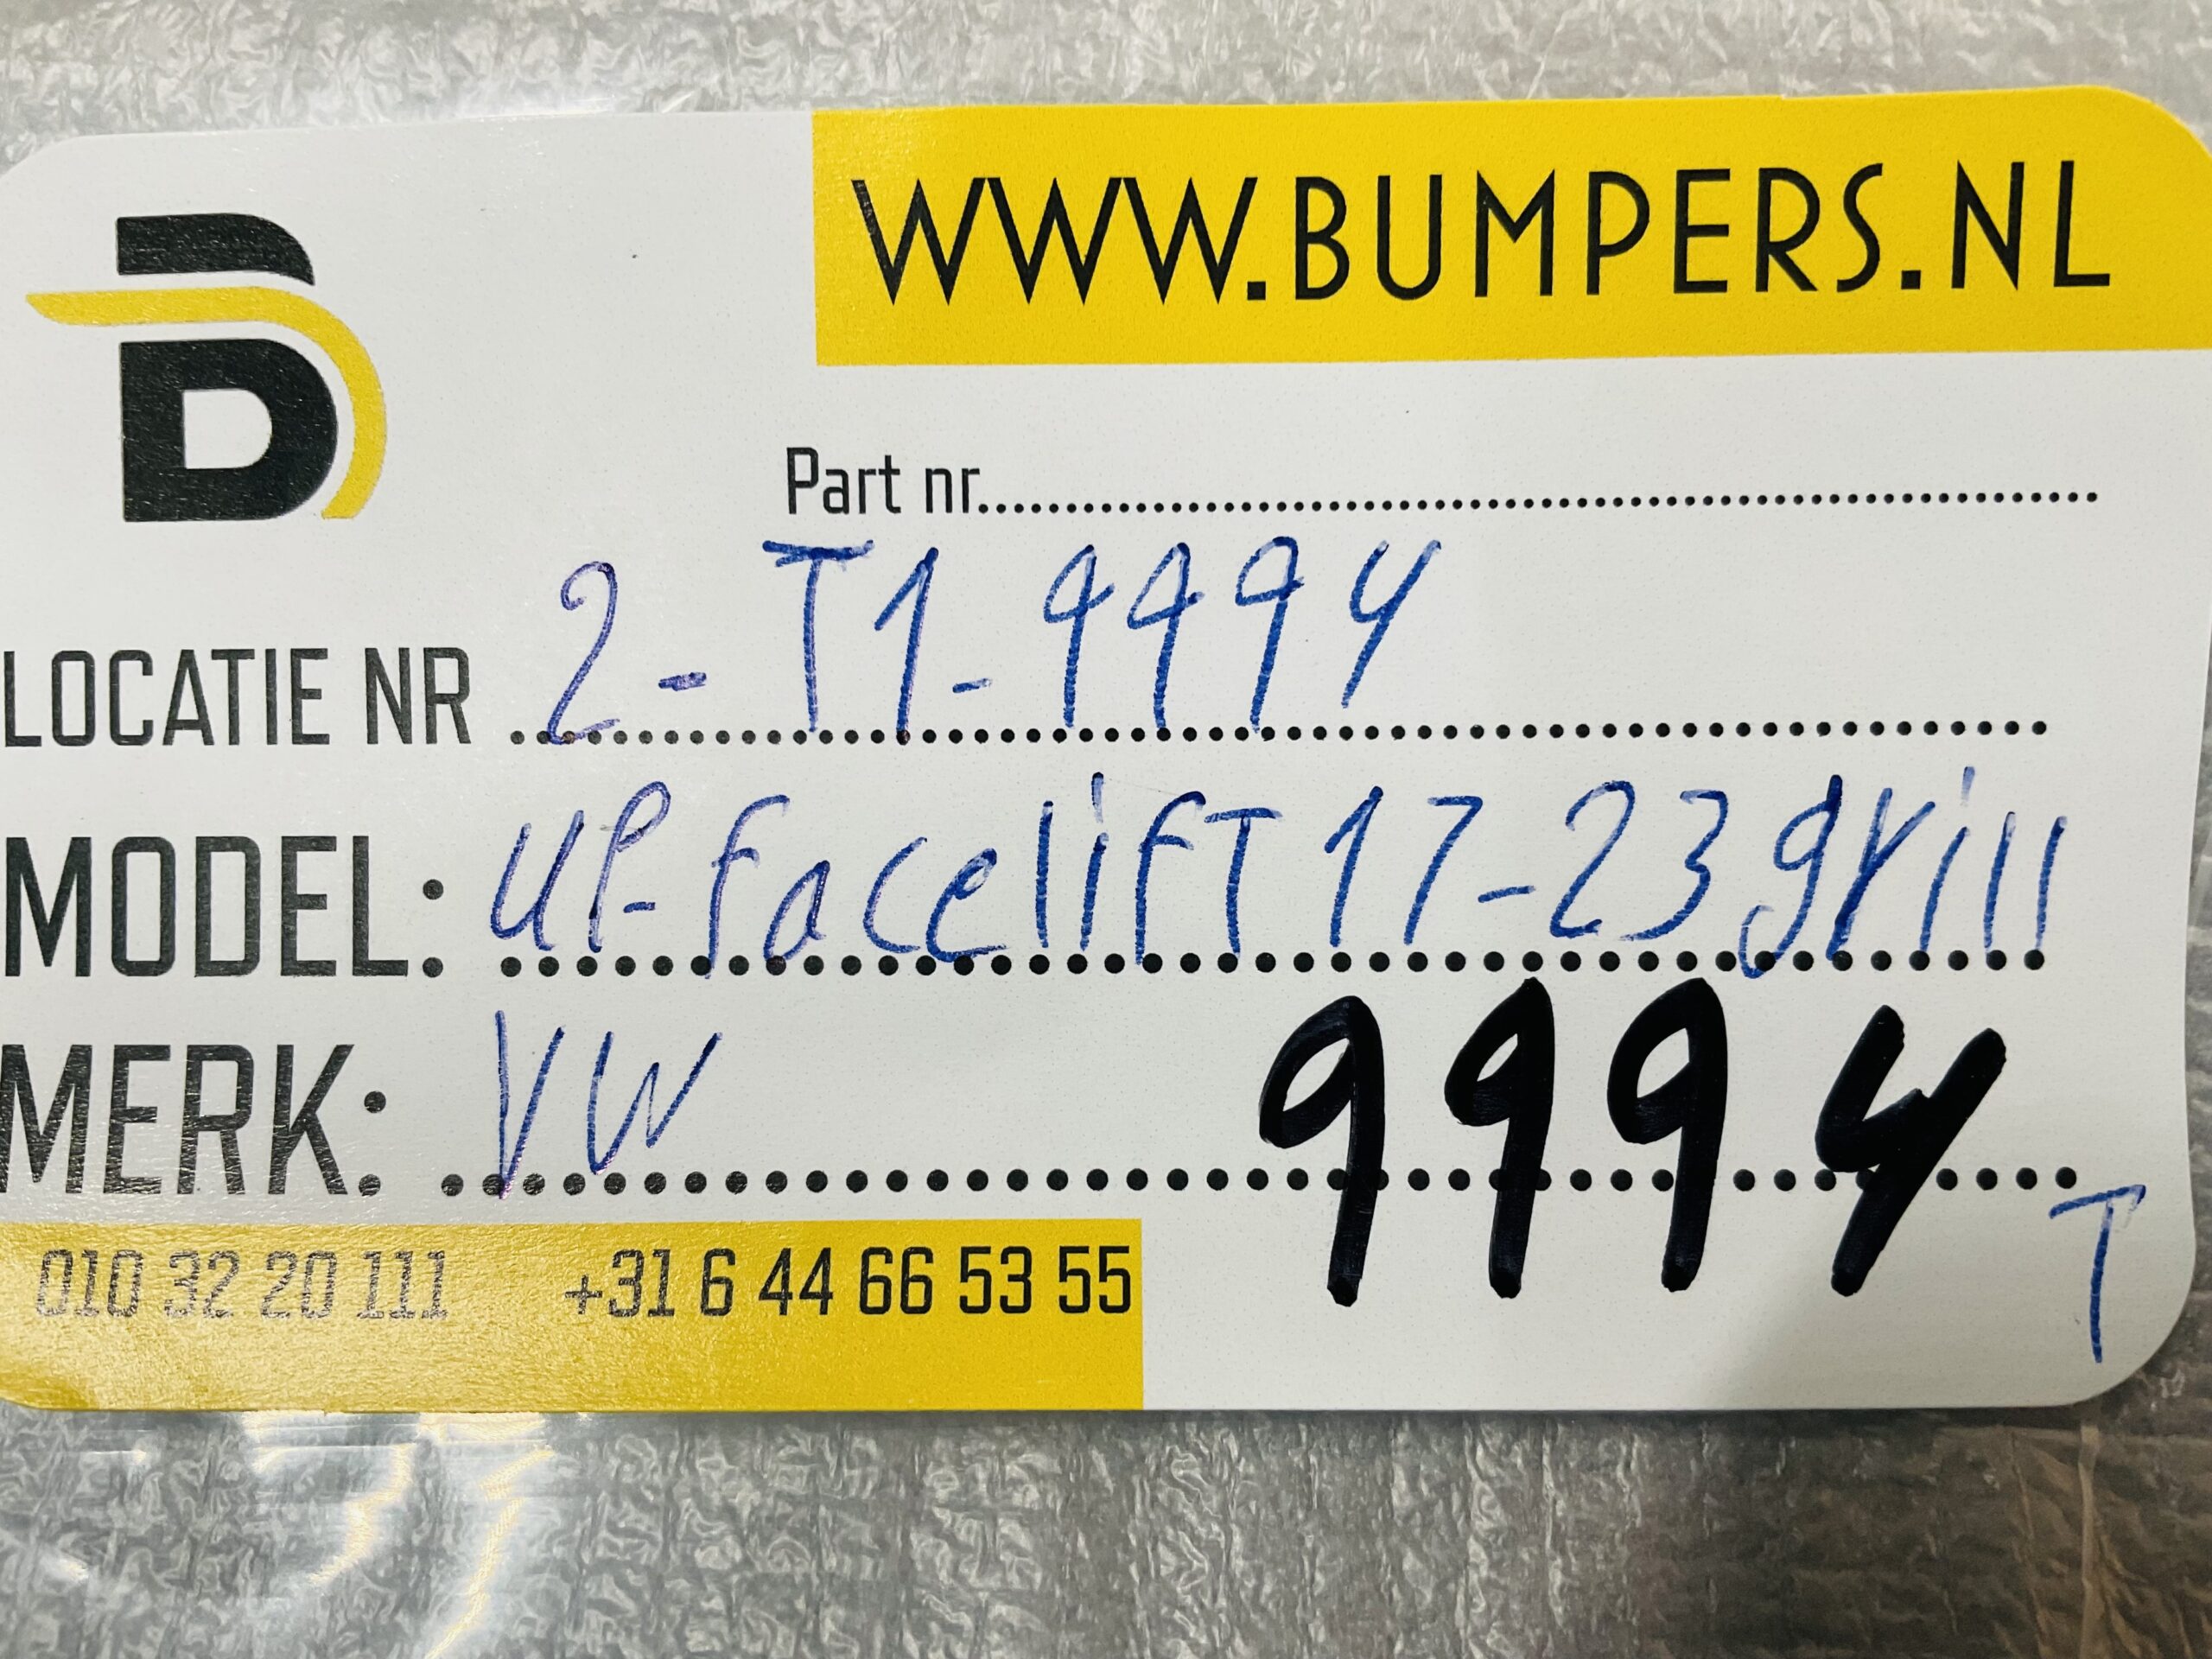 WWW.BUMPERS.NL
Part nr..............................
LOCATIE NR 2-T1-9994
MODEL: UP-facelifT 17-23 grill
MERK: VW 9994
T
010 32 20 111 +31 6 44 66 53 55